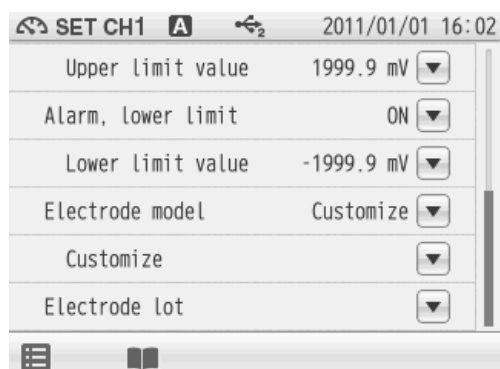 SET CH1 A 2 2011/01/01 16:02
Upper limit value 1999.9 mV
Alarm, lower limit ON
Lower limit value -1999.9 mV
Electrode model Customize
Customize
Electrode lot